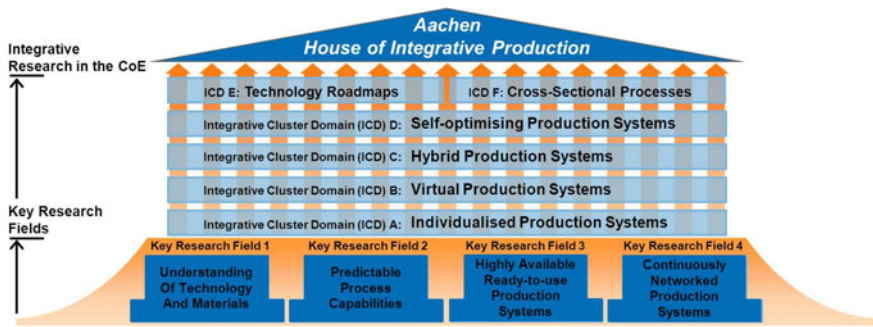 Aachen
House of Integrative Production
Integrative
Research in the CoE
ICD E: Technology Roadmaps
ICD F: Cross-Sectional Processes
Integrative Cluster Domain (ICD) D: Self-optimising Production Systems
Integrative Cluster Domain (ICD) C: Hybrid Production Systems
Integrative Cluster Domain (ICD) B: Virtual Production Systems
Integrative Cluster Domain (ICD) A: Individualised Production Systems
Key Research
Fields
Key Research Field 1
Understanding
Of Technology
And Materials
Key Research Field 2
Predictable
Process
Capabilities
Key Research Field 3
Highly Available
Ready-to-use
Production
Systems
Key Research Field 4
Continuously
Networked
Production
Systems